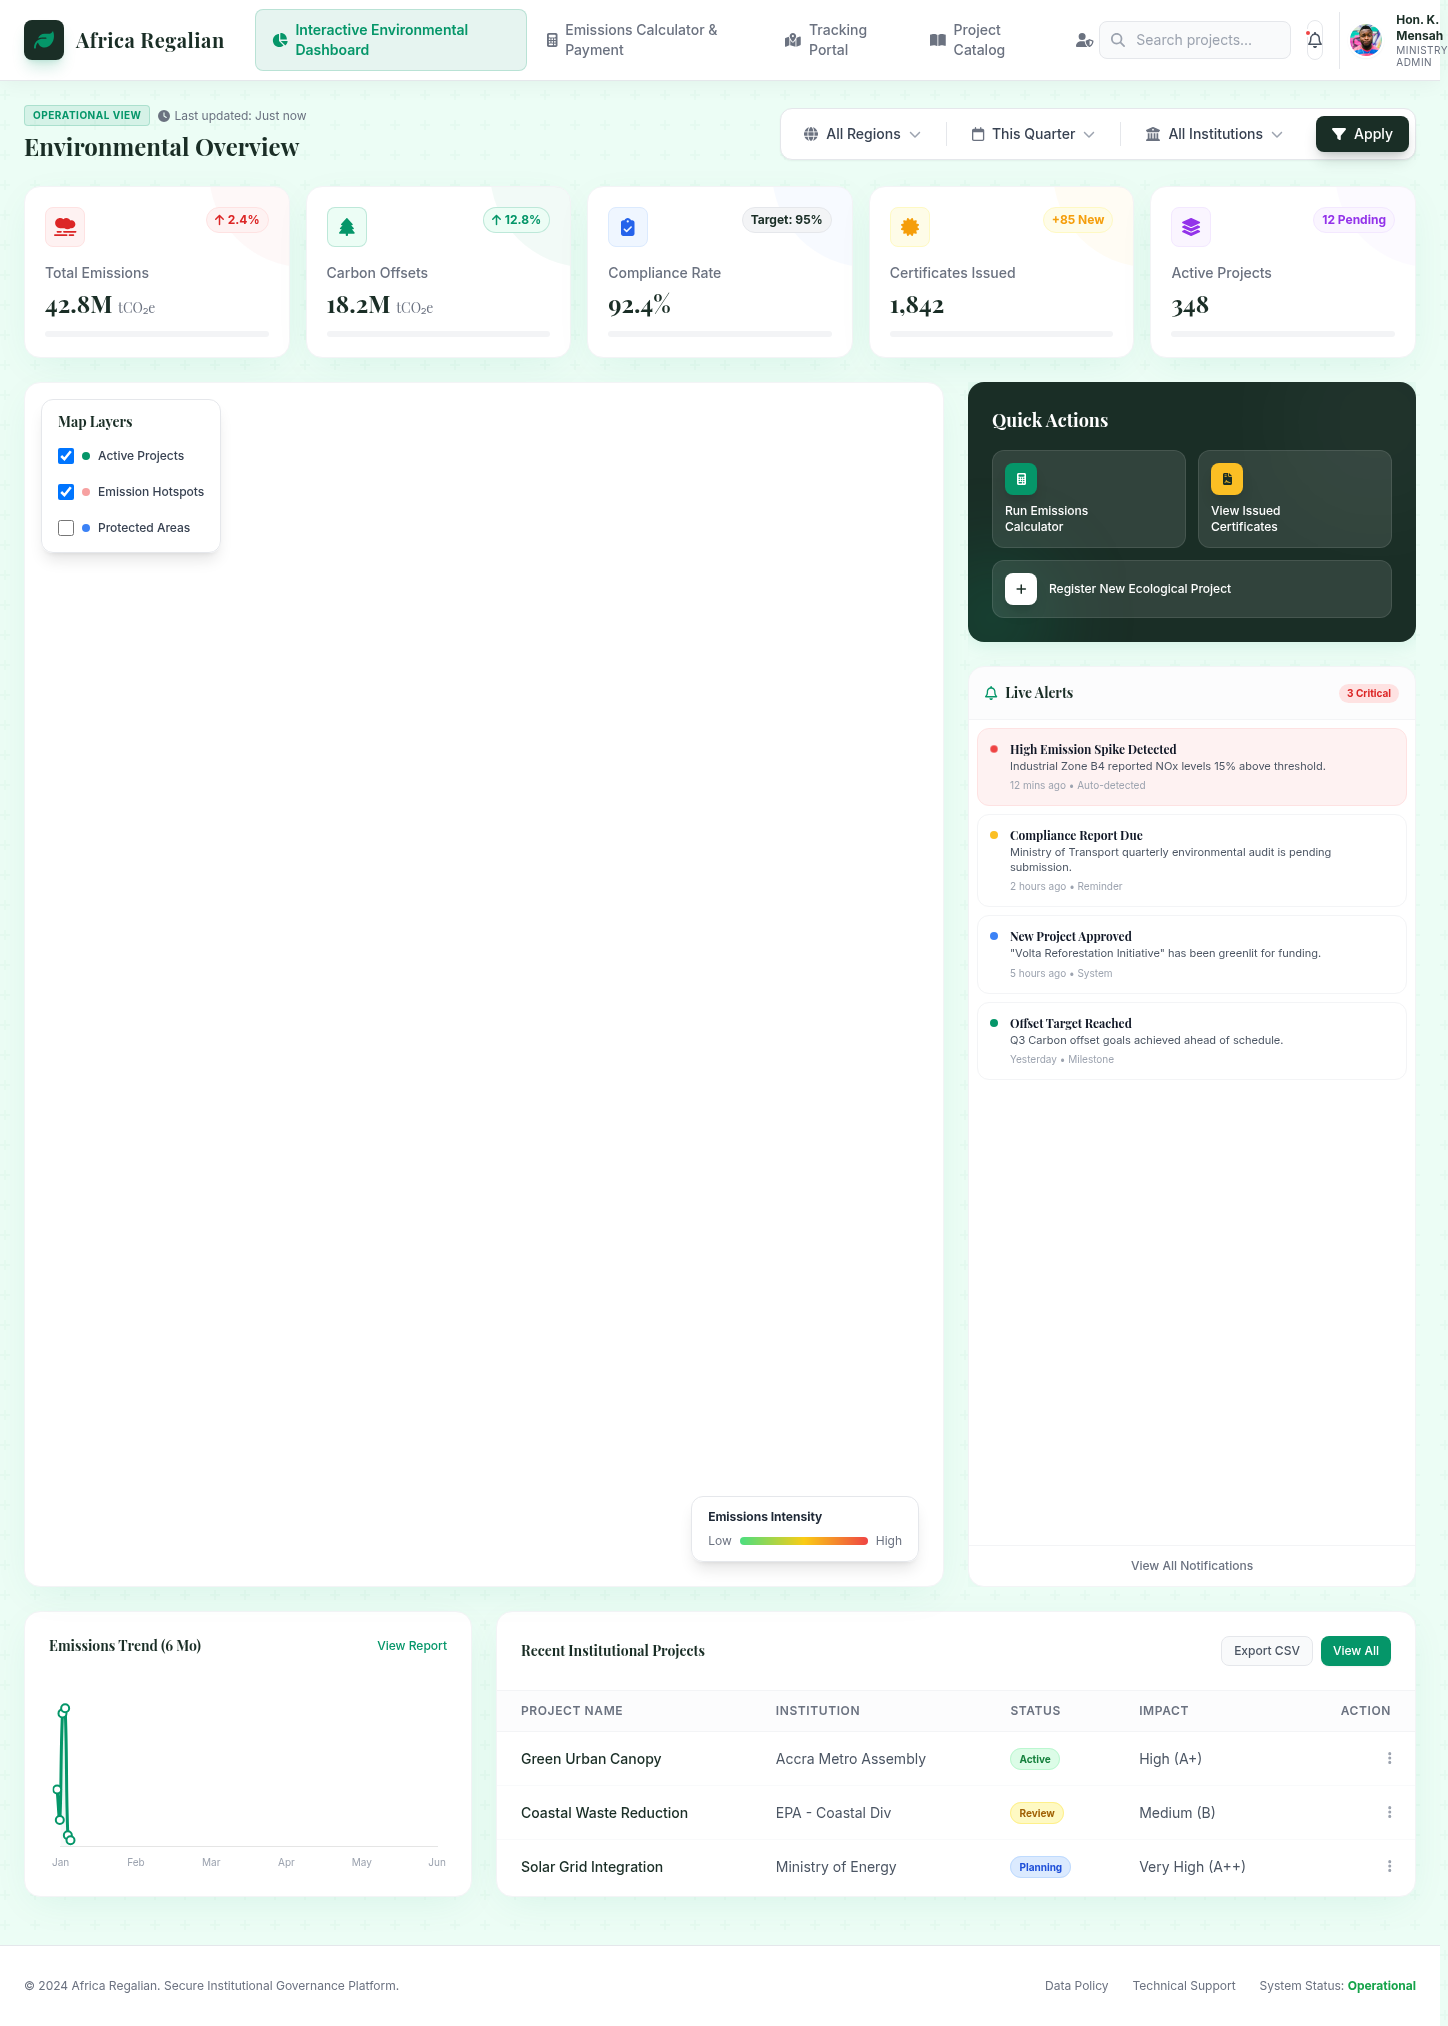 Africa Regalian
Interactive Environmental
Dashboard
Emissions Calculator &
Payment
Tracking
Portal
Project
Catalog
Search projects...
Hon. K.
Mensah
MINISTRY
ADMIN
OPERATIONAL VIEW
Last updated: Just now
Environmental Overview
All Regions
This Quarter
All Institutions
Apply
2.4%
Total Emissions
42.8M tCO₂e
12.8%
Carbon Offsets
18.2M tCO₂e
Target: 95%
Compliance Rate
92.4%
+85 New
Certificates Issued
1,842
12 Pending
Active Projects
348
Map Layers
Active Projects
Emission Hotspots
Protected Areas
Emissions Intensity
Low
High
Quick Actions
Run Emissions
Calculator
View Issued
Certificates
Register New Ecological Project
Live Alerts
3 Critical
High Emission Spike Detected
Industrial Zone B4 reported NOx levels 15% above threshold.
12 mins ago • Auto-detected
Compliance Report Due
Ministry of Transport quarterly environmental audit is pending
submission.
2 hours ago • Reminder
New Project Approved
"Volta Reforestation Initiative" has been greenlit for funding.
5 hours ago • System
Offset Target Reached
Q3 Carbon offset goals achieved ahead of schedule.
Yesterday • Milestone
View All Notifications
Emissions Trend (6 Mo)
View Report
Jan Feb Mar Apr May Jun
Recent Institutional Projects
Export CSV
View All
PROJECT NAME INSTITUTION STATUS IMPACT ACTION
Green Urban Canopy Accra Metro Assembly Active High (A+)
Coastal Waste Reduction EPA - Coastal Div Review Medium (B)
Solar Grid Integration Ministry of Energy Planning Very High (A++)
© 2024 Africa Regalian. Secure Institutional Governance Platform.
Data Policy
Technical Support
System Status: Operational